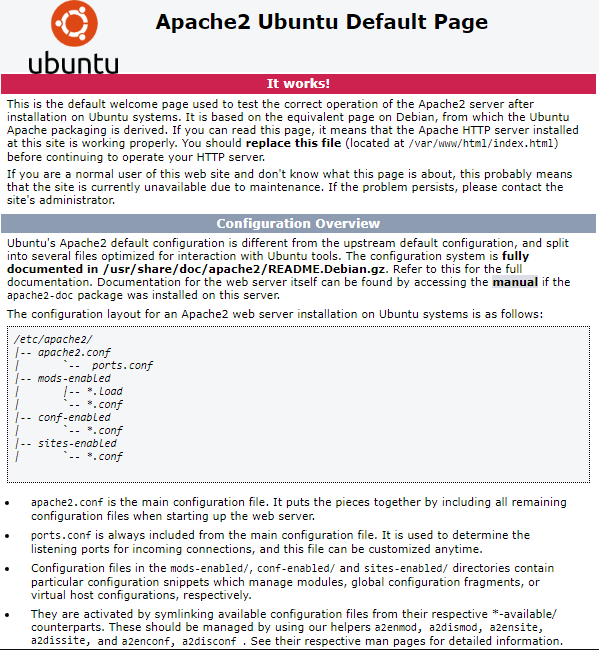 Apache2 Ubuntu Default Page
ubuntu
It works!
This is the default welcome page used to test the correct operation of the Apache2 server after
installation on Ubuntu systems. It is based on the equivalent page on Debian, from which the Ubuntu
Apache packaging is derived. If you can read this page, it means that the Apache HTTP server installed
at this site is working properly. You should replace this file (located at /var/www/html/index.html)
before continuing to operate your HTTP server.
If you are a normal user of this web site and don't know what this page is about, this probably means
that the site is currently unavailable due to maintenance. If the problem persists, please contact the
site's administrator.
Configuration Overview
Ubuntu's Apache2 default configuration is different from the upstream default configuration, and split
into several files optimized for interaction with Ubuntu tools. The configuration system is fully
documented in /usr/share/doc/apache2/README.Debian.gz. Refer to this for the full
documentation. Documentation for the web server itself can be found by accessing the manual if the
apache2-doc package was installed on this server.
The configuration layout for an Apache2 web server installation on Ubuntu systems is as follows:
/etc/apache2/
|-- apache2.conf
|       `--  ports.conf
|-- mods-enabled
|       |-- *.load
|       `-- *.conf
|-- conf-enabled
|       `-- *.conf
|-- sites-enabled
|       `-- *.conf
• apache2.conf is the main configuration file. It puts the pieces together by including all remaining
configuration files when starting up the web server.
• ports.conf is always included from the main configuration file. It is used to determine the
listening ports for incoming connections, and this file can be customized anytime.
• Configuration files in the mods-enabled/, conf-enabled/ and sites-enabled/ directories contain
particular configuration snippets which manage modules, global configuration fragments, or
virtual host configurations, respectively.
• They are activated by symlinking available configuration files from their respective *-available/
counterparts. These should be managed by using our helpers a2enmod, a2dismod, a2ensite,
a2dissite, and a2enconf, a2disconf . See their respective man pages for detailed information.